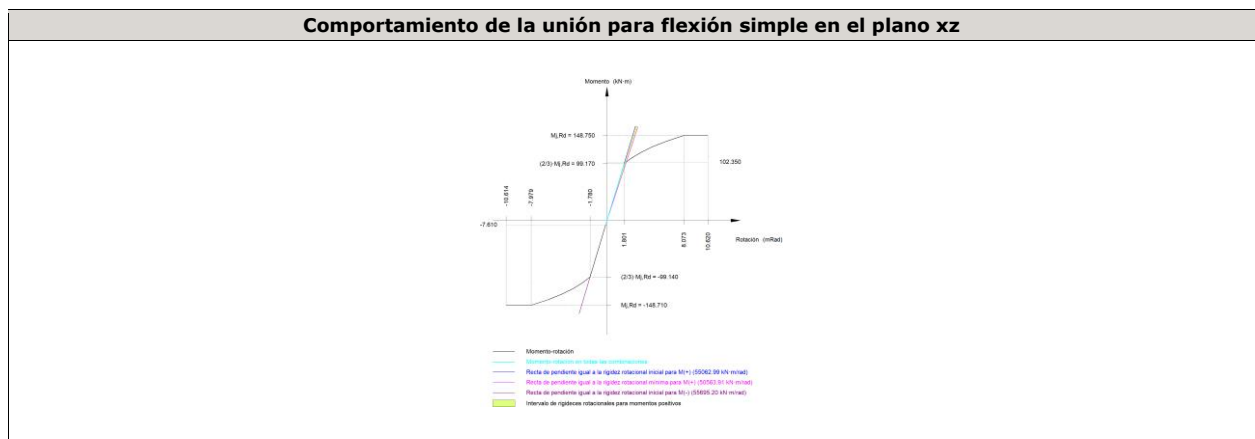 Comportamiento de la unión para flexión simple en el plano xz
Momento (kN·m)
Mj,Rd = 148.750
(2/3)·Mj,Rd = 99.170
102.350
-10.614
-7.979
-1.780
-7.610
1.801
8.073
10.620
Rotación (mRad)
(2/3)·Mj,Rd = -99.140
Mj,Rd = -148.710
Momento-rotación
Momento-rotación en todas las combinaciones
Recta de pendiente igual a la rigidez rotacional inicial para M(+) (55062.99 kN·m/rad)
Recta de pendiente igual a la rigidez rotacional mínima para M(+) (50563.91 kN·m/rad)
Recta de pendiente igual a la rigidez rotacional inicial para M(-) (55695.20 kN·m/rad)
Intervalo de rigideces rotacionales para momentos positivos